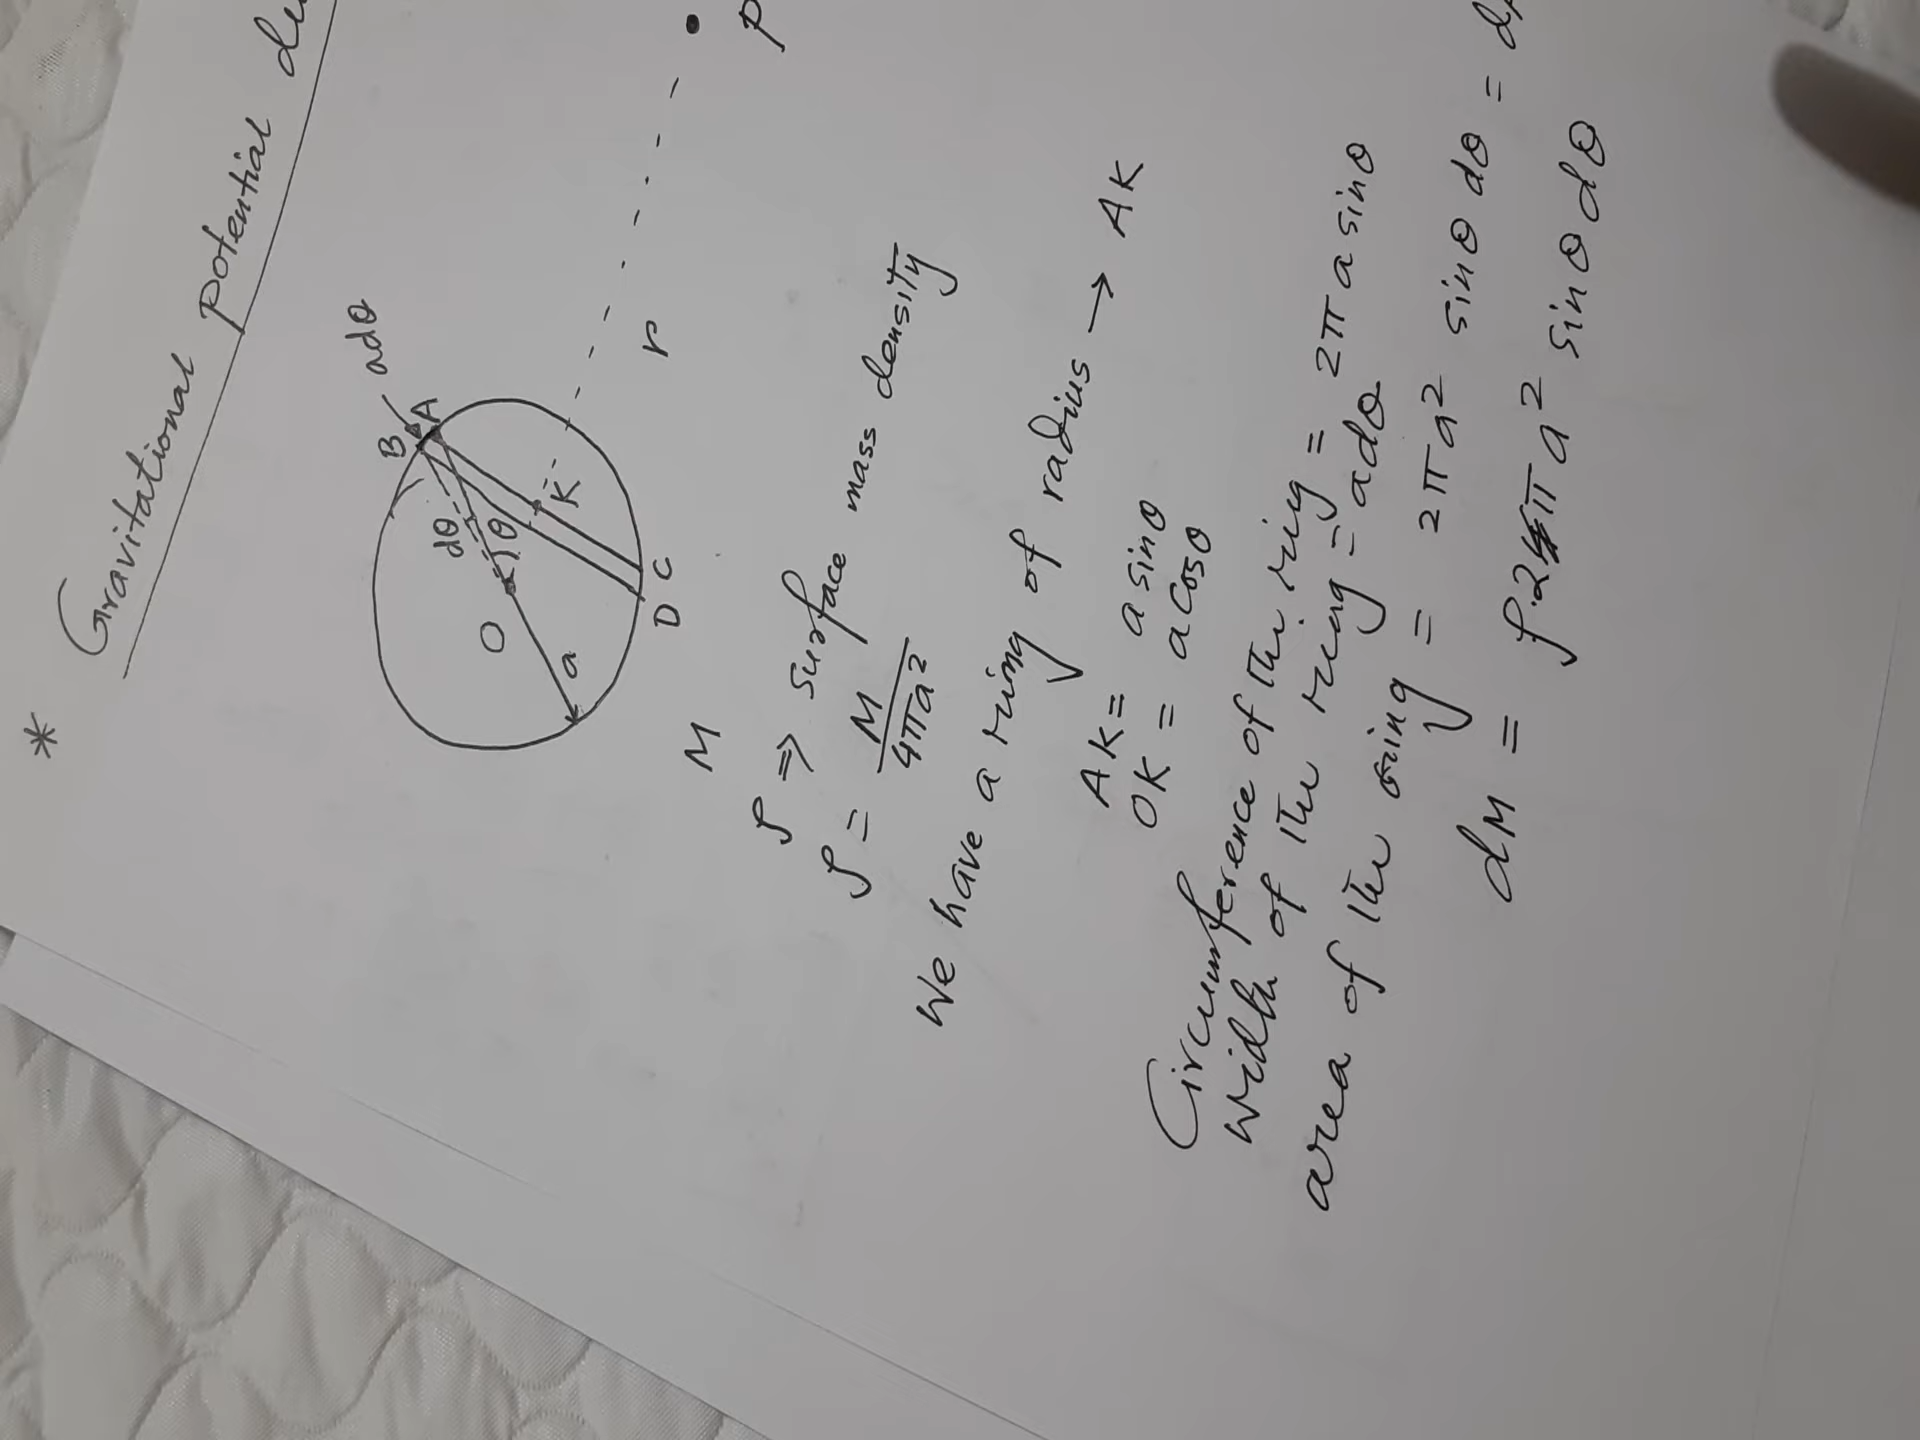 * Gravitational potential
adθ
B A
dθ
θ
K
O
a
D C
r
P
M
ρ ⇒ surface mass density
ρ = M/4πa²
We have a ring of radius → AK
AK = a sinθ
OK = a cosθ
Circumference of the ring = 2π a sinθ
Width of the ring = adθ
area of the ring = 2πa² sinθ dθ =
dM = ρ.2πa² sinθ dθ